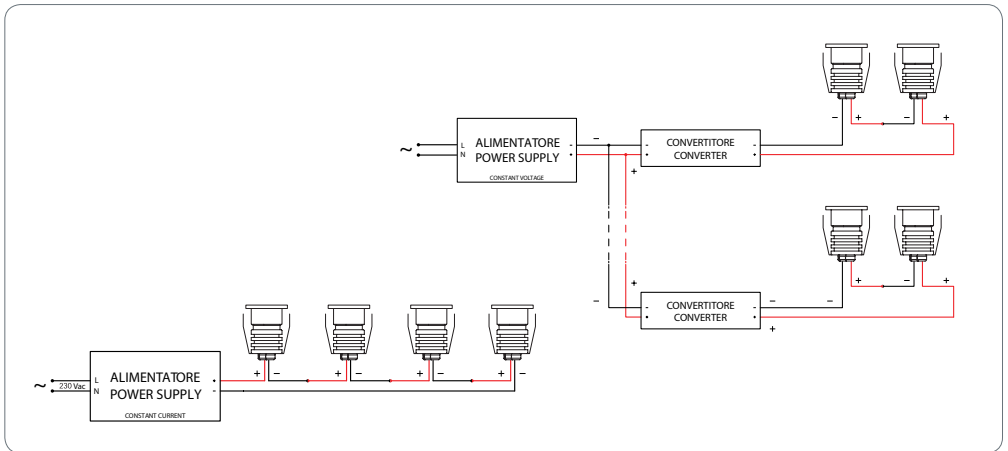 ~ L ALIMENTATORE -
N POWER SUPPLY +
CONSTANT VOLTAGE
- CONVERTITORE -
+ CONVERTER +
− + − +
−
+
− + − +
+
−
- CONVERTITORE - − −
+ CONVERTER + +
~ 230 Vac L ALIMENTATORE +
N POWER SUPPLY -
CONSTANT CURRENT
+ − + − + − + −